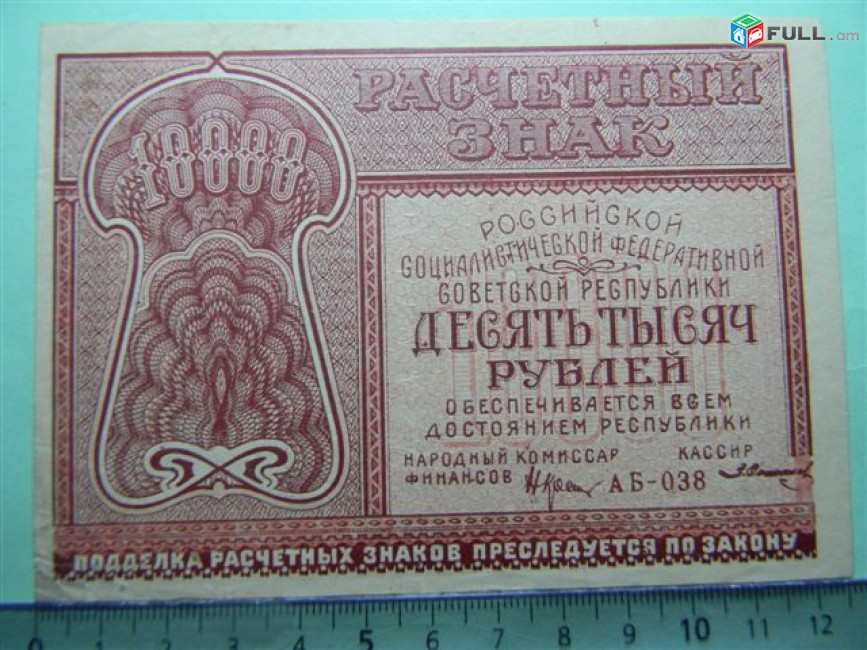 FULL.am
РАСЧЕТНЫЙ
ЗНАК
10000
РОССИЙСКОЙ
СОЦИАЛИСТИЧЕСКОЙ ФЕДЕРАТИВНОЙ
СОВЕТСКОЙ РЕСПУБЛИКИ
ДЕСЯТЬ ТЫСЯЧ
РУБЛЕЙ
ОБЕСПЕЧИВАЕТСЯ ВСЕМ
ДОСТОЯНИЕМ РЕСПУБЛИКИ
НАРОДНЫЙ КОМИССАР КАССИР
ФИНАНСОВ АБ-038
ПОДДЕЛКА РАСЧЕТНЫХ ЗНАКОВ ПРЕСЛЕДУЕТСЯ ПО ЗАКОНУ
0 1 2 3 4 5 6 7 8 9 10 11 12